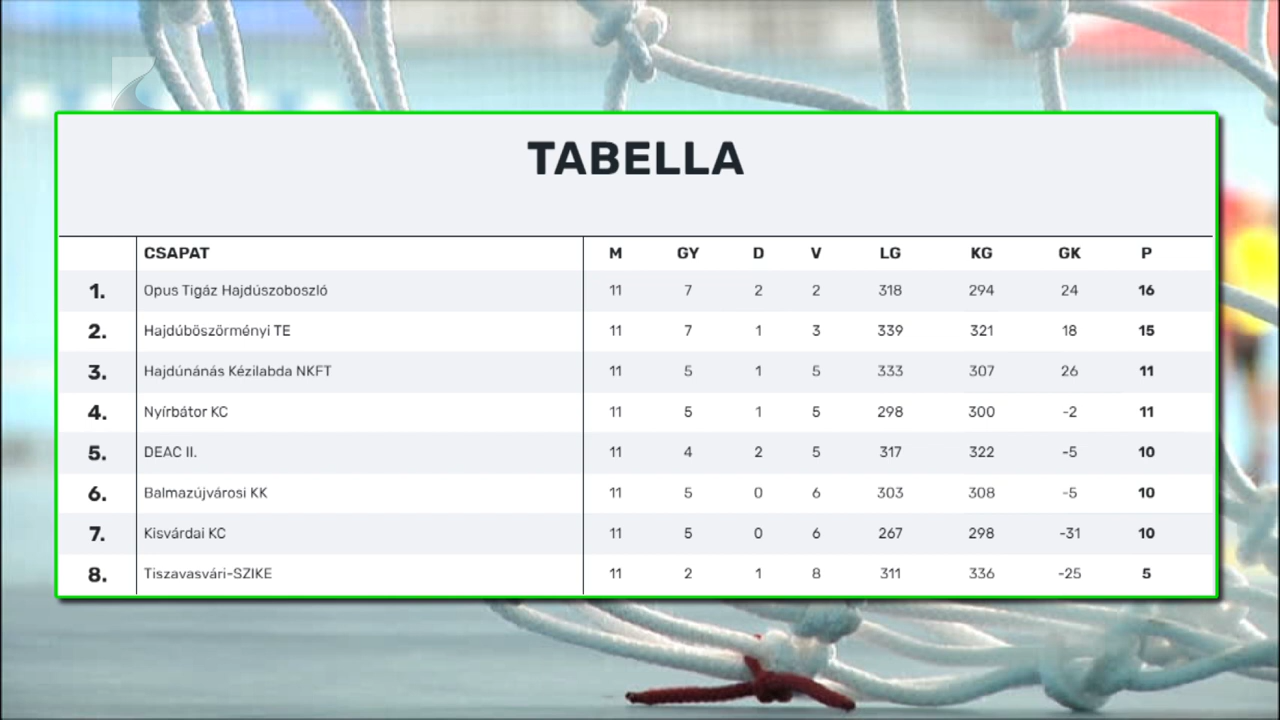 TABELLA
CSAPAT M GY D V LG KG GK P
1. Opus Tigáz Hajdúszoboszló 11 7 2 2 318 294 24 16
2. Hajdúböszörményi TE 11 7 1 3 339 321 18 15
3. Hajdúnánás Kézilabda NKFT 11 5 1 5 333 307 26 11
4. Nyírbátor KC 11 5 1 5 298 300 -2 11
5. DEAC II. 11 4 2 5 317 322 -5 10
6. Balmazújvárosi KK 11 5 0 6 303 308 -5 10
7. Kisvárdai KC 11 5 0 6 267 298 -31 10
8. Tiszavasvári-SZIKE 11 2 1 8 311 336 -25 5